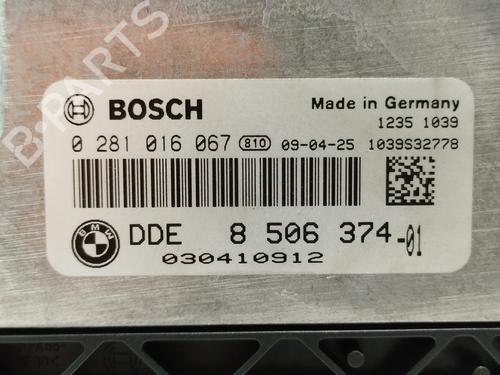 B-PARTS
BOSCH
Made in Germany
1235 1039
0 281 016 067 810 09-04-25 1039S32778
BMW
DDE 8 506 374-01
030410912